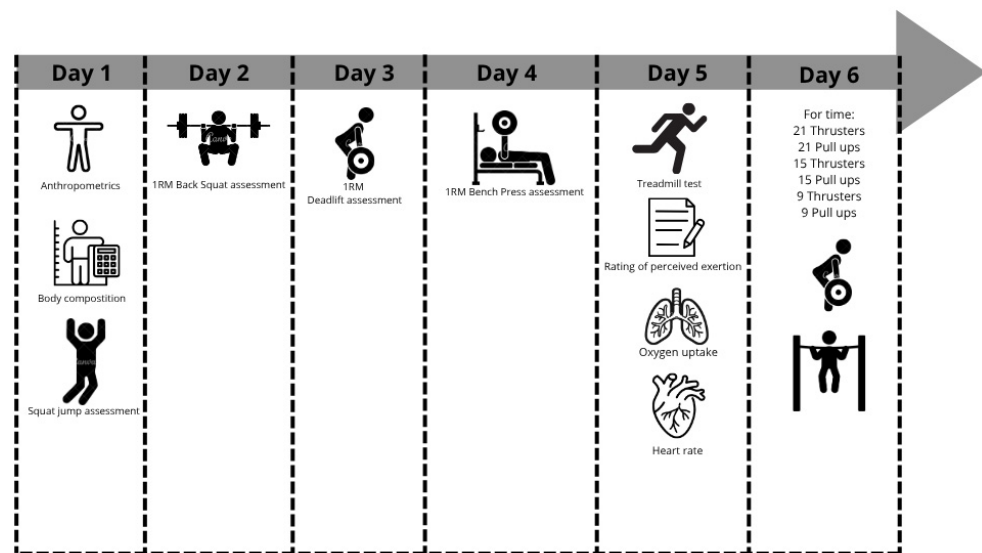 Day 1
Day 2
Day 3
Day 4
Day 5
Day 6
Anthropometrics
Body compostition
Squat jump assessment
1RM Back Squat assessment
1RM
Deadlift assessment
1RM Bench Press assessment
Treadmill test
Rating of perceived exertion
Oxygen uptake
Heart rate
For time:
21 Thrusters
21 Pull ups
15 Thrusters
15 Pull ups
9 Thrusters
9 Pull ups